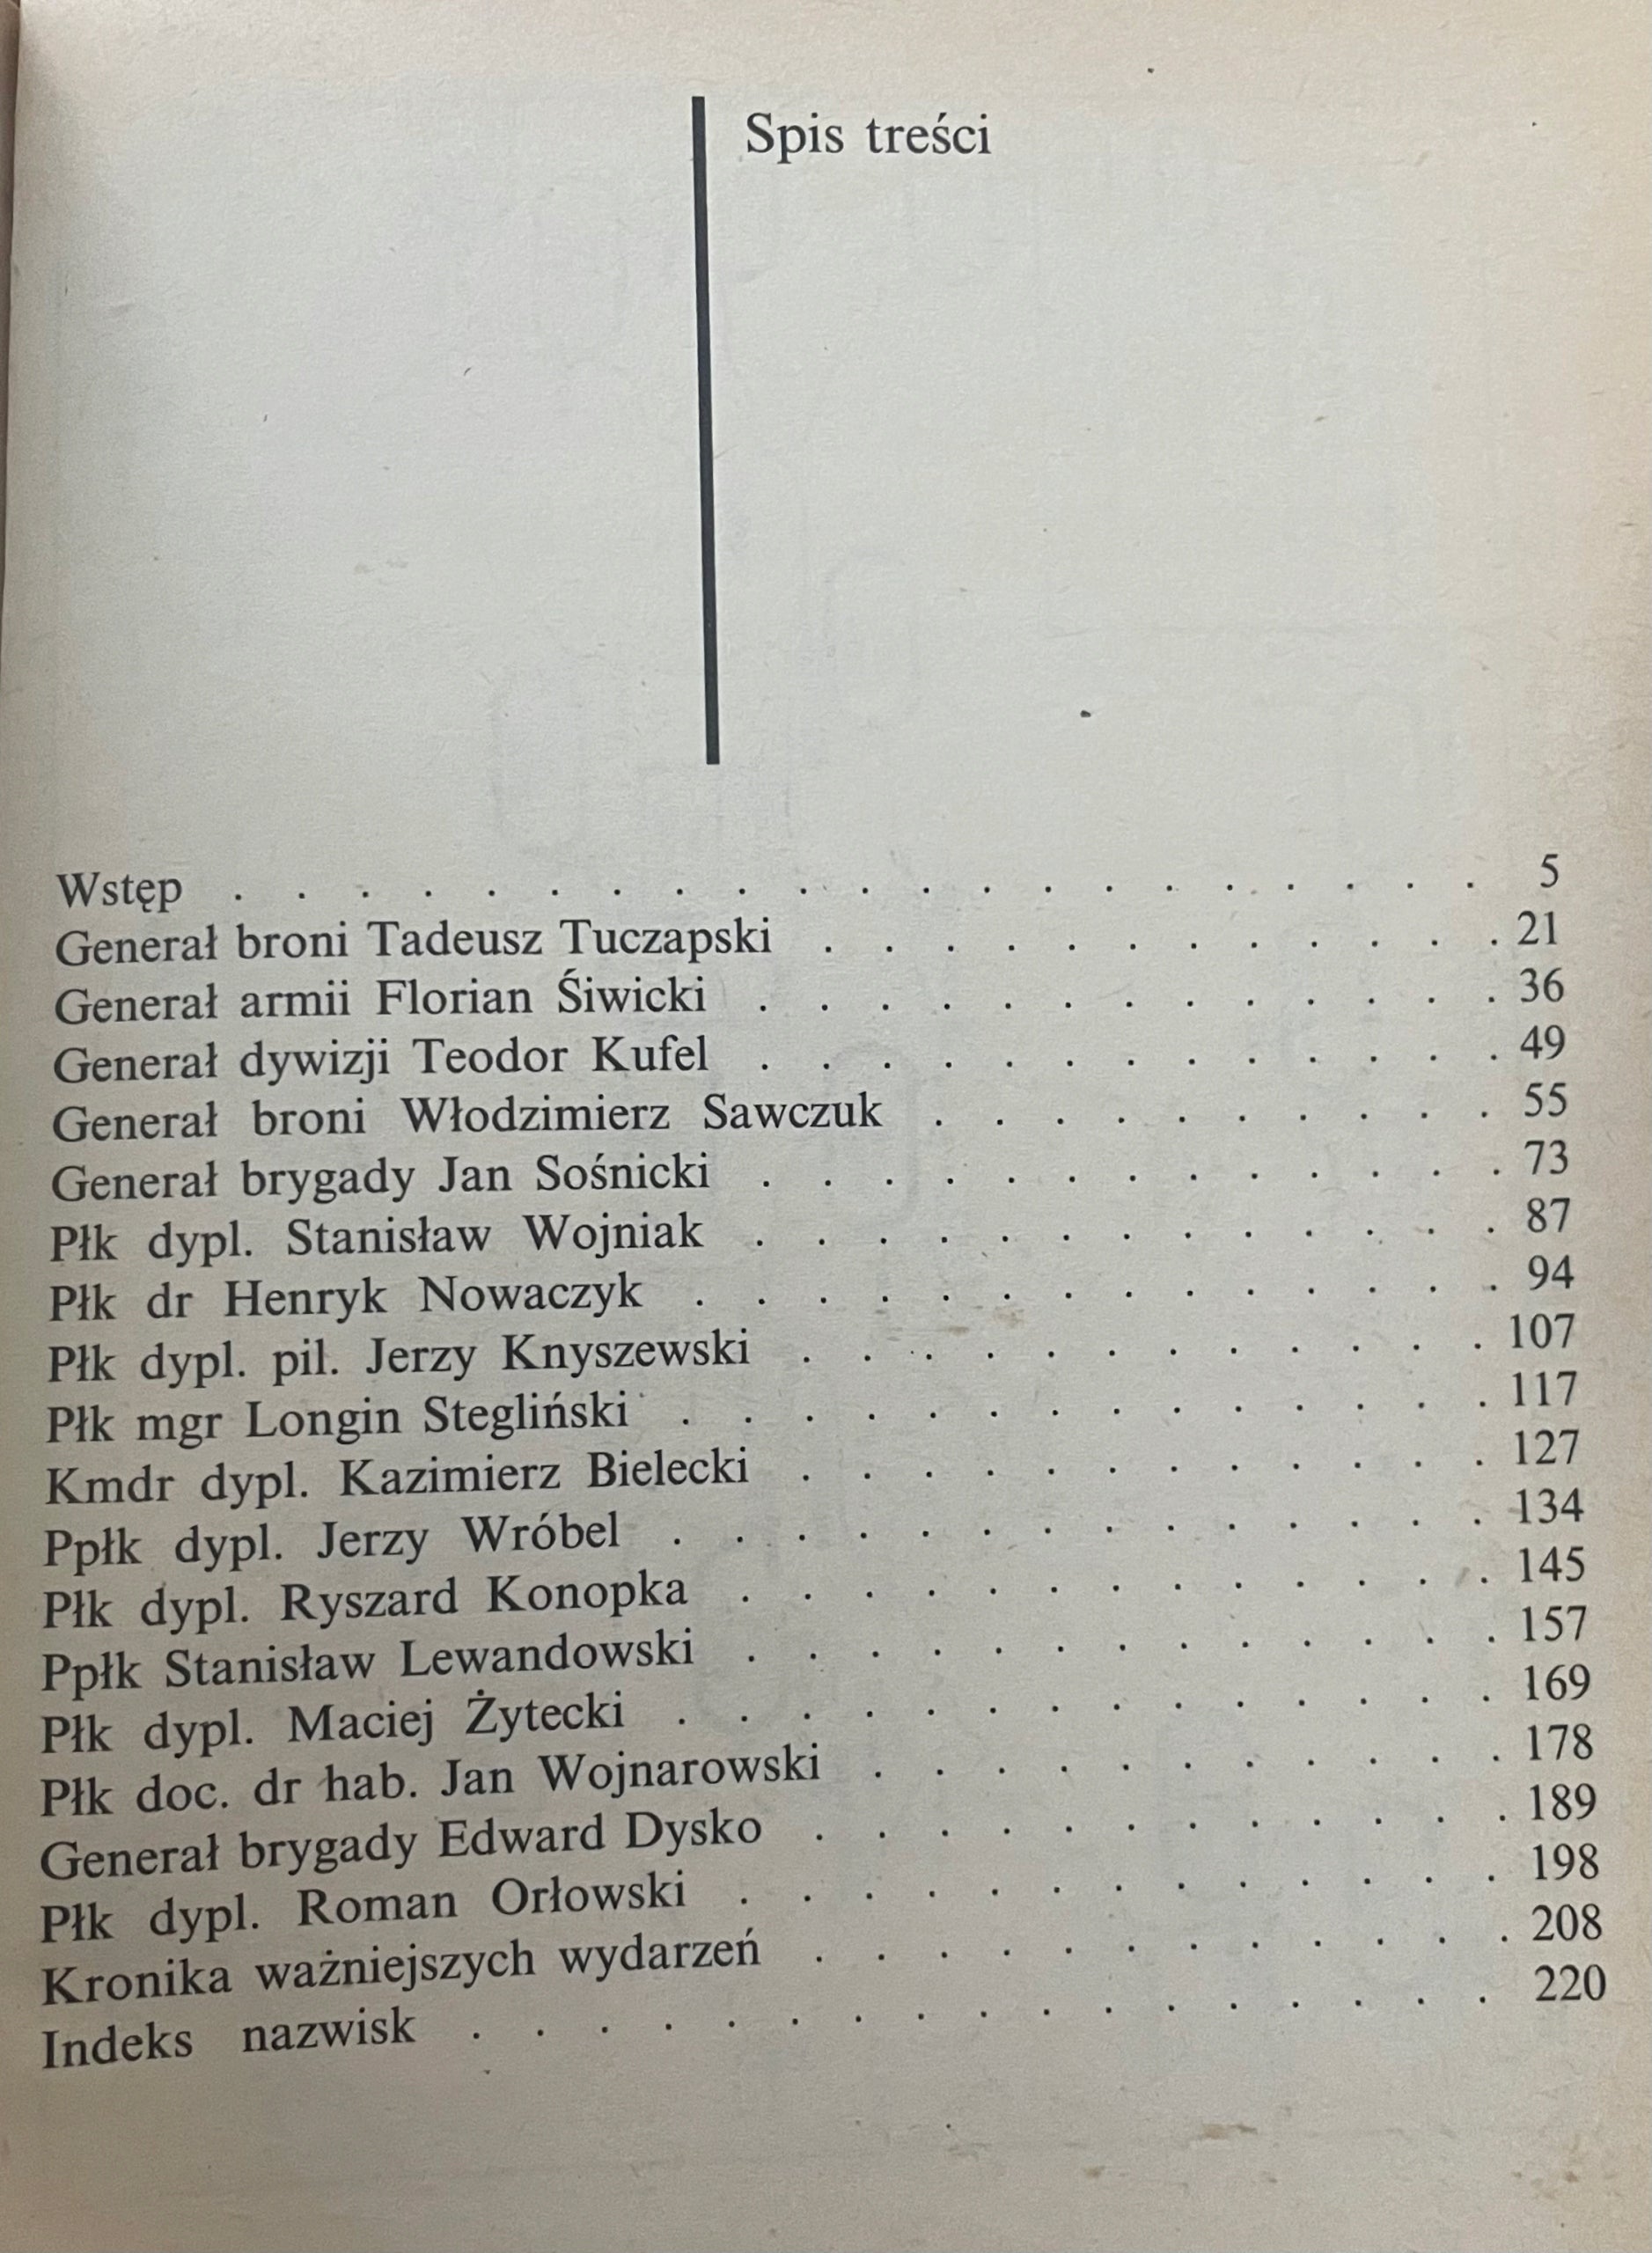 Spis treści
Wstęp . . . . . . . . . . . . . . . . . . . . . 5
Generał broni Tadeusz Tuczapski . . . . . . . . . . . . 21
Generał armii Florian Śiwicki . . . . . . . . . . . . . 36
Generał dywizji Teodor Kufel . . . . . . . . . . . . . 49
Generał broni Włodzimierz Sawczuk . . . . . . . . . . 55
Generał brygady Jan Sośnicki . . . . . . . . . . . . . 73
Płk dypl. Stanisław Wojniak . . . . . . . . . . . . . 87
Płk dr Henryk Nowaczyk . . . . . . . . . . . . . . 94
Płk dypl. pil. Jerzy Knyszewski . . . . . . . . . . . . 107
Płk mgr Longin Stegliński . . . . . . . . . . . . . . 117
Kmdr dypl. Kazimierz Bielecki . . . . . . . . . . . . 127
Ppłk dypl. Jerzy Wróbel . . . . . . . . . . . . . . 134
Płk dypl. Ryszard Konopka . . . . . . . . . . . . . 145
Ppłk Stanisław Lewandowski . . . . . . . . . . . . . 157
Płk dypl. Maciej Żytecki . . . . . . . . . . . . . . 169
Płk doc. dr hab. Jan Wojnarowski . . . . . . . . . . . 178
Generał brygady Edward Dysko . . . . . . . . . . . . 189
Płk dypl. Roman Orłowski . . . . . . . . . . . . . 198
Kronika ważniejszych wydarzeń . . . . . . . . . . . . 208
Indeks nazwisk . . . . . . . . . . . . . . . . . 220